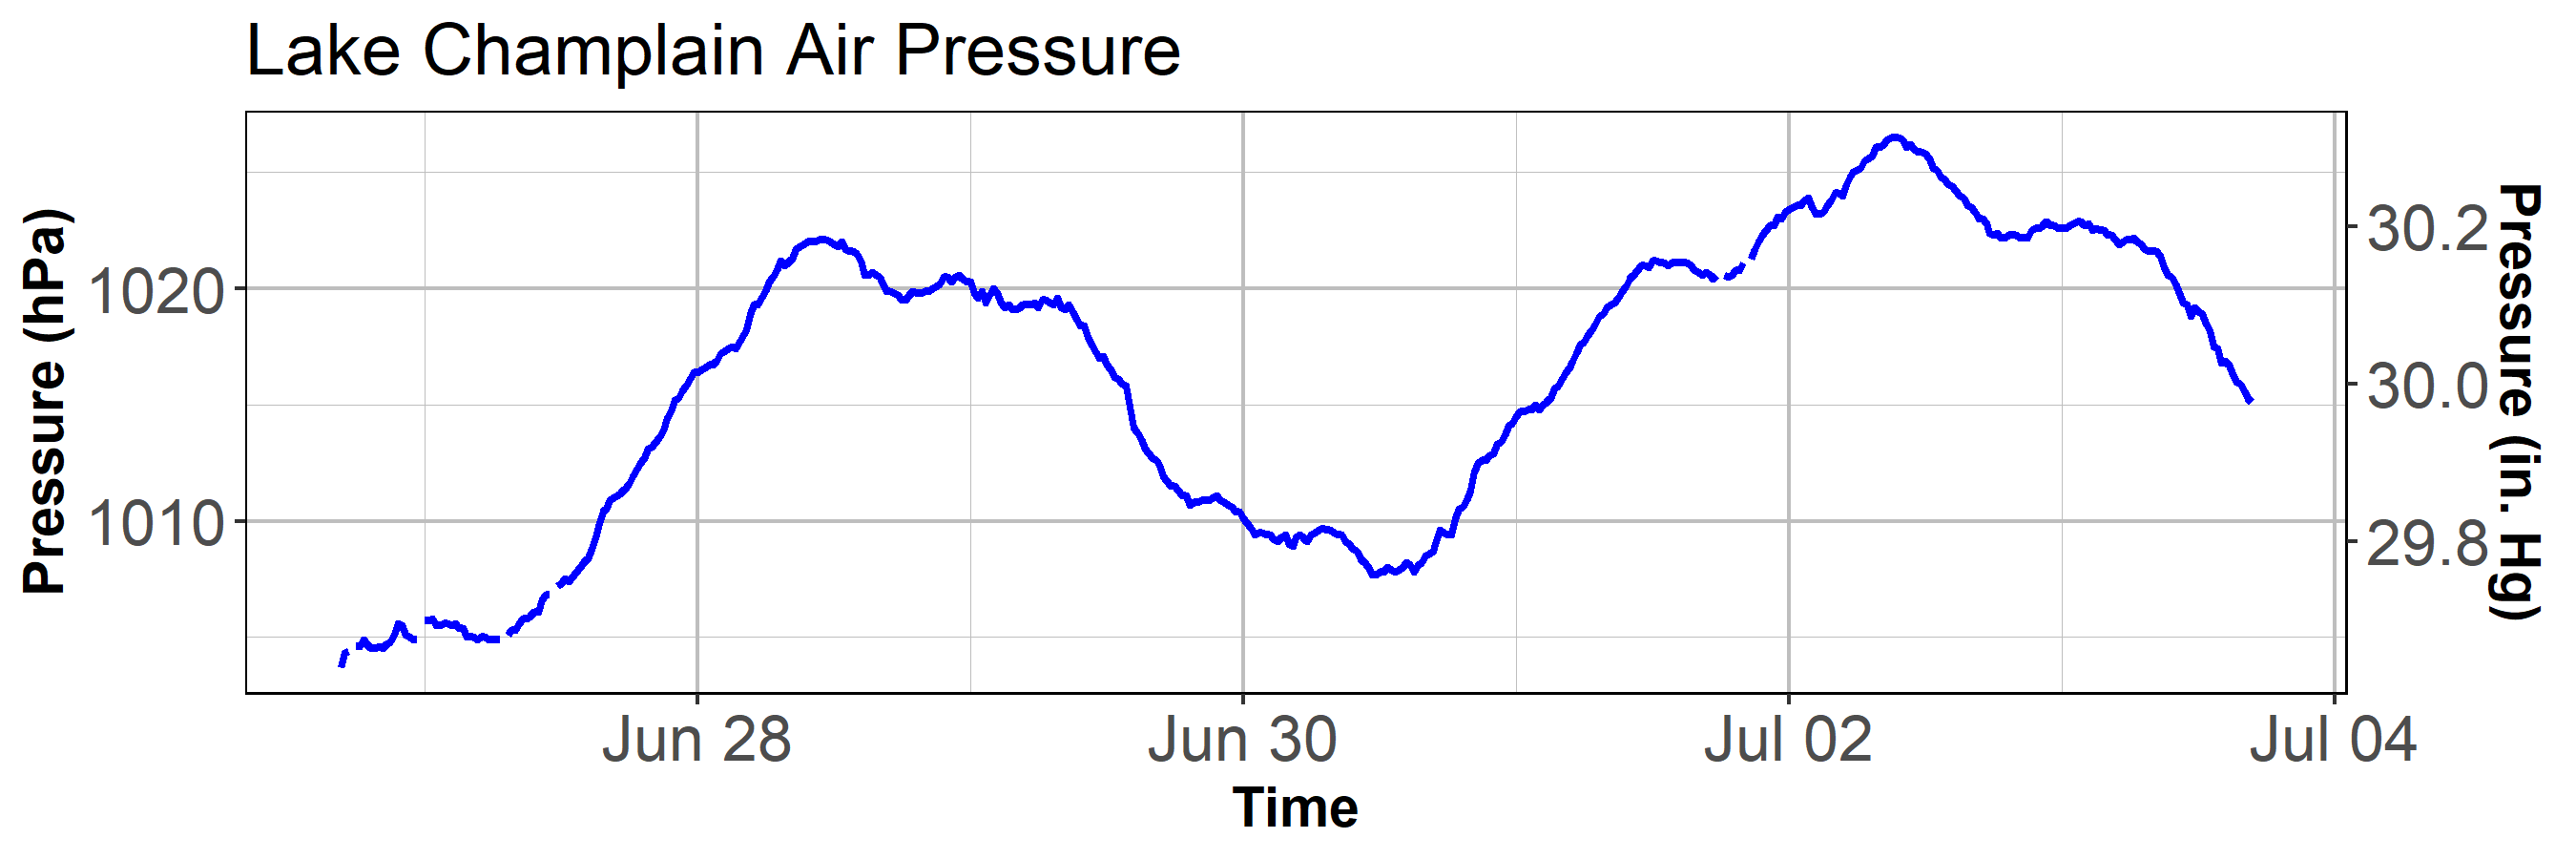 Lake Champlain Air Pressure
Pressure (hPa)
1020
1010
30.2
30.0
29.8
Pressure (in. Hg)
Jun 28
Jun 30
Jul 02
Jul 04
Time